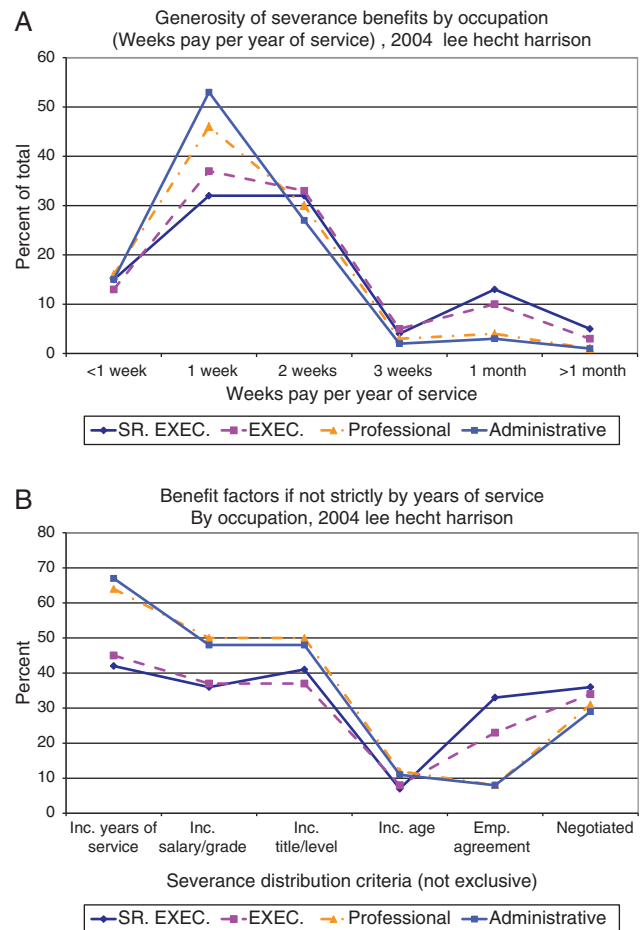 A
Generosity of severance benefits by occupation
(Weeks pay per year of service) , 2004 lee hecht harrison
Percent of total
60
50
40
30
20
10
0
<1 week 1 week 2 weeks 3 weeks 1 month >1 month
Weeks pay per year of service
SR. EXEC. EXEC. Professional Administrative
B
Benefit factors if not strictly by years of service
By occupation, 2004 lee hecht harrison
Percent
80
70
60
50
40
30
20
10
0
Inc. years of service
Inc. salary/grade
Inc. title/level
Inc. age
Emp. agreement
Negotiated
Severance distribution criteria (not exclusive)
SR. EXEC. EXEC. Professional Administrative